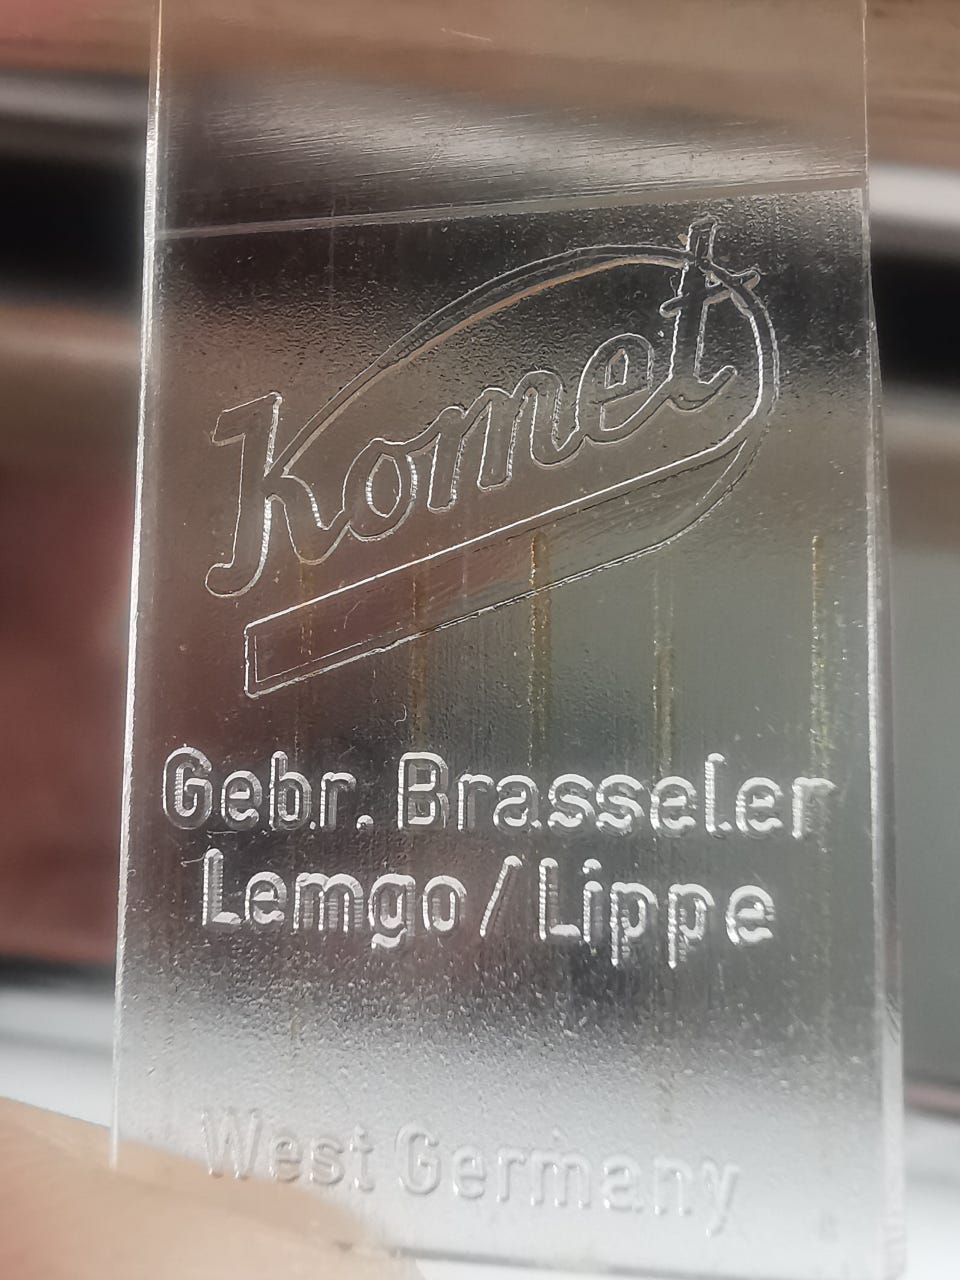 Komet
Gebr. Brasseler
Lemgo/Lippe
West Germany